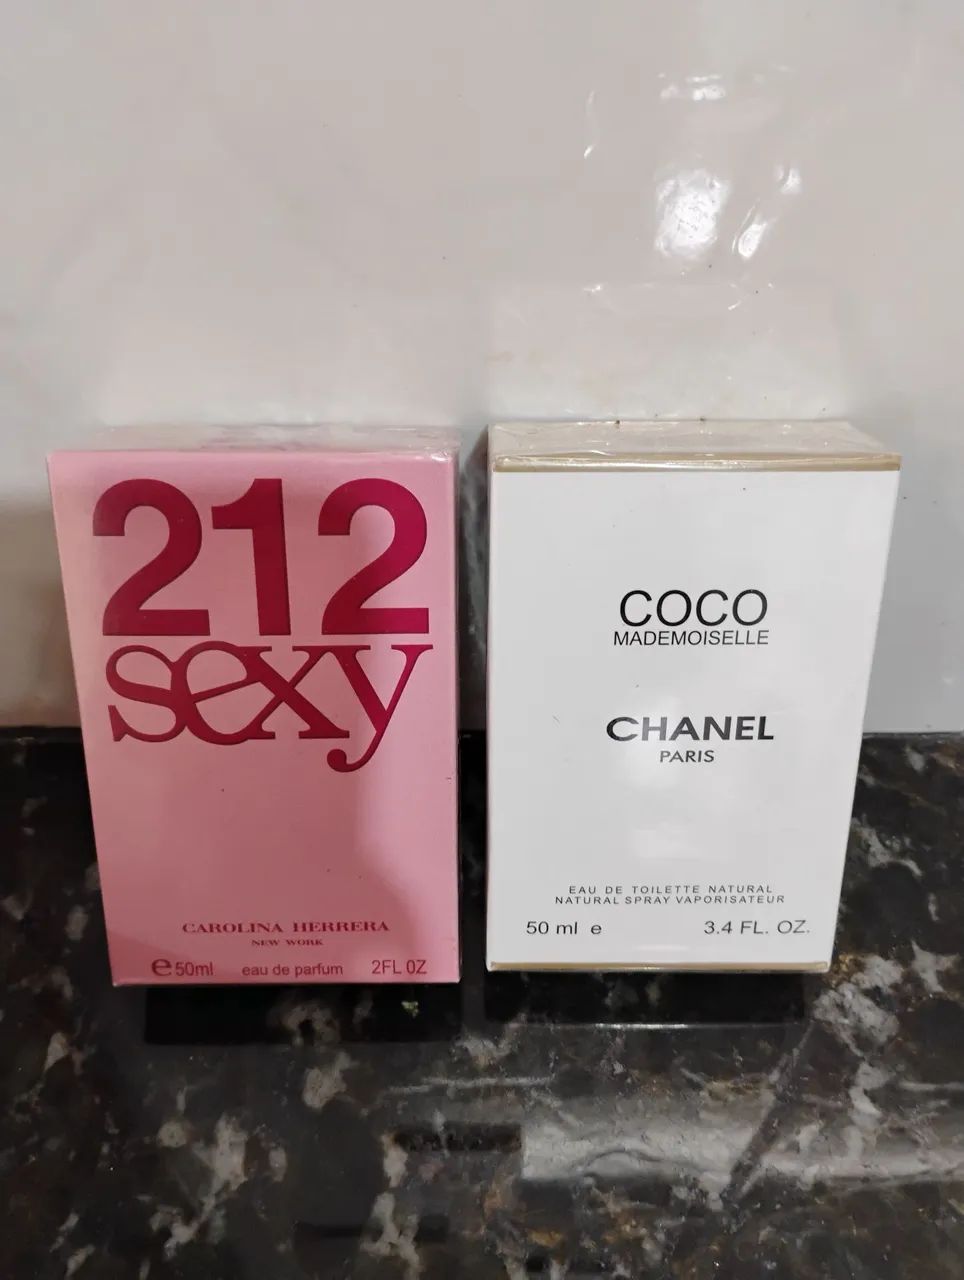 212
sexy
CAROLINA HERRERA
NEW WORK
e 50ml eau de parfum 2FL OZ
COCO
MADEMOISELLE
CHANEL
PARIS
EAU DE TOILETTE NATURAL
NATURAL SPRAY VAPORISATEUR
50 ml e 3.4 FL. OZ.